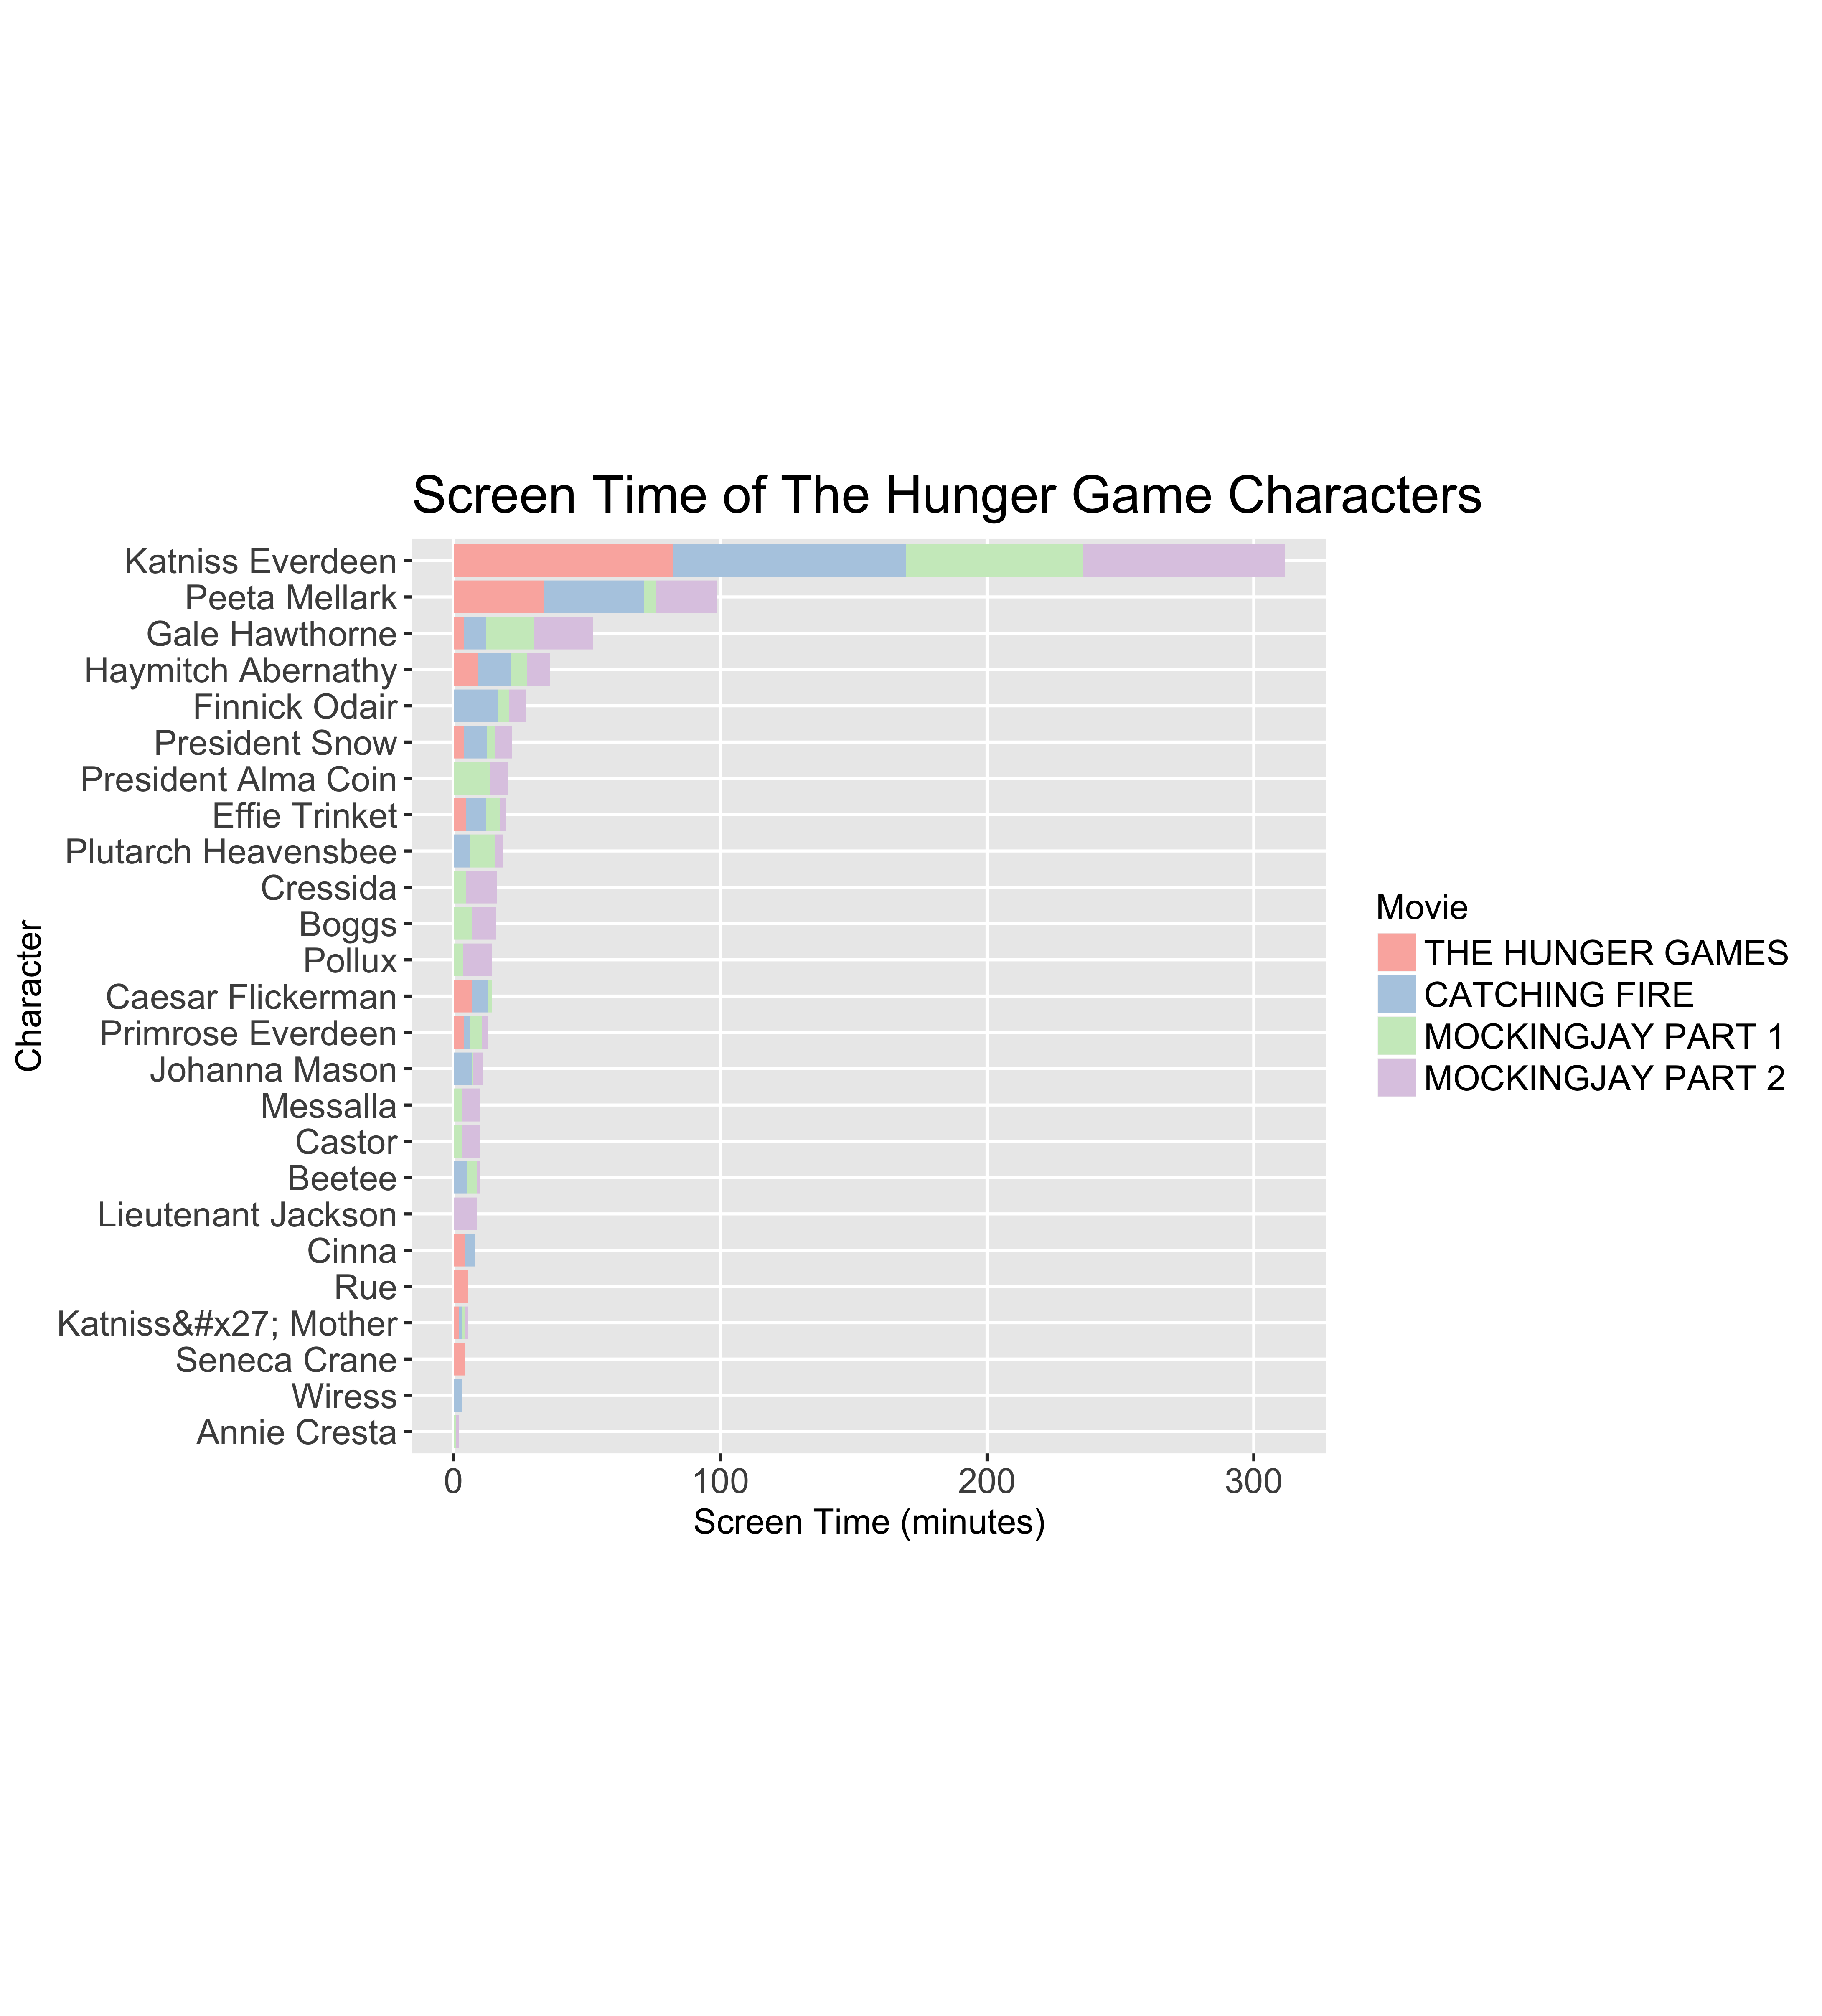 Screen Time of The Hunger Game Characters
Character
Katniss Everdeen
Peeta Mellark
Gale Hawthorne
Haymitch Abernathy
Finnick Odair
President Snow
President Alma Coin
Effie Trinket
Plutarch Heavensbee
Cressida
Boggs
Pollux
Caesar Flickerman
Primrose Everdeen
Johanna Mason
Messalla
Castor
Beetee
Lieutenant Jackson
Cinna
Rue
Katniss&#x27; Mother
Seneca Crane
Wiress
Annie Cresta
0 100 200 300
Screen Time (minutes)
Movie
THE HUNGER GAMES
CATCHING FIRE
MOCKINGJAY PART 1
MOCKINGJAY PART 2